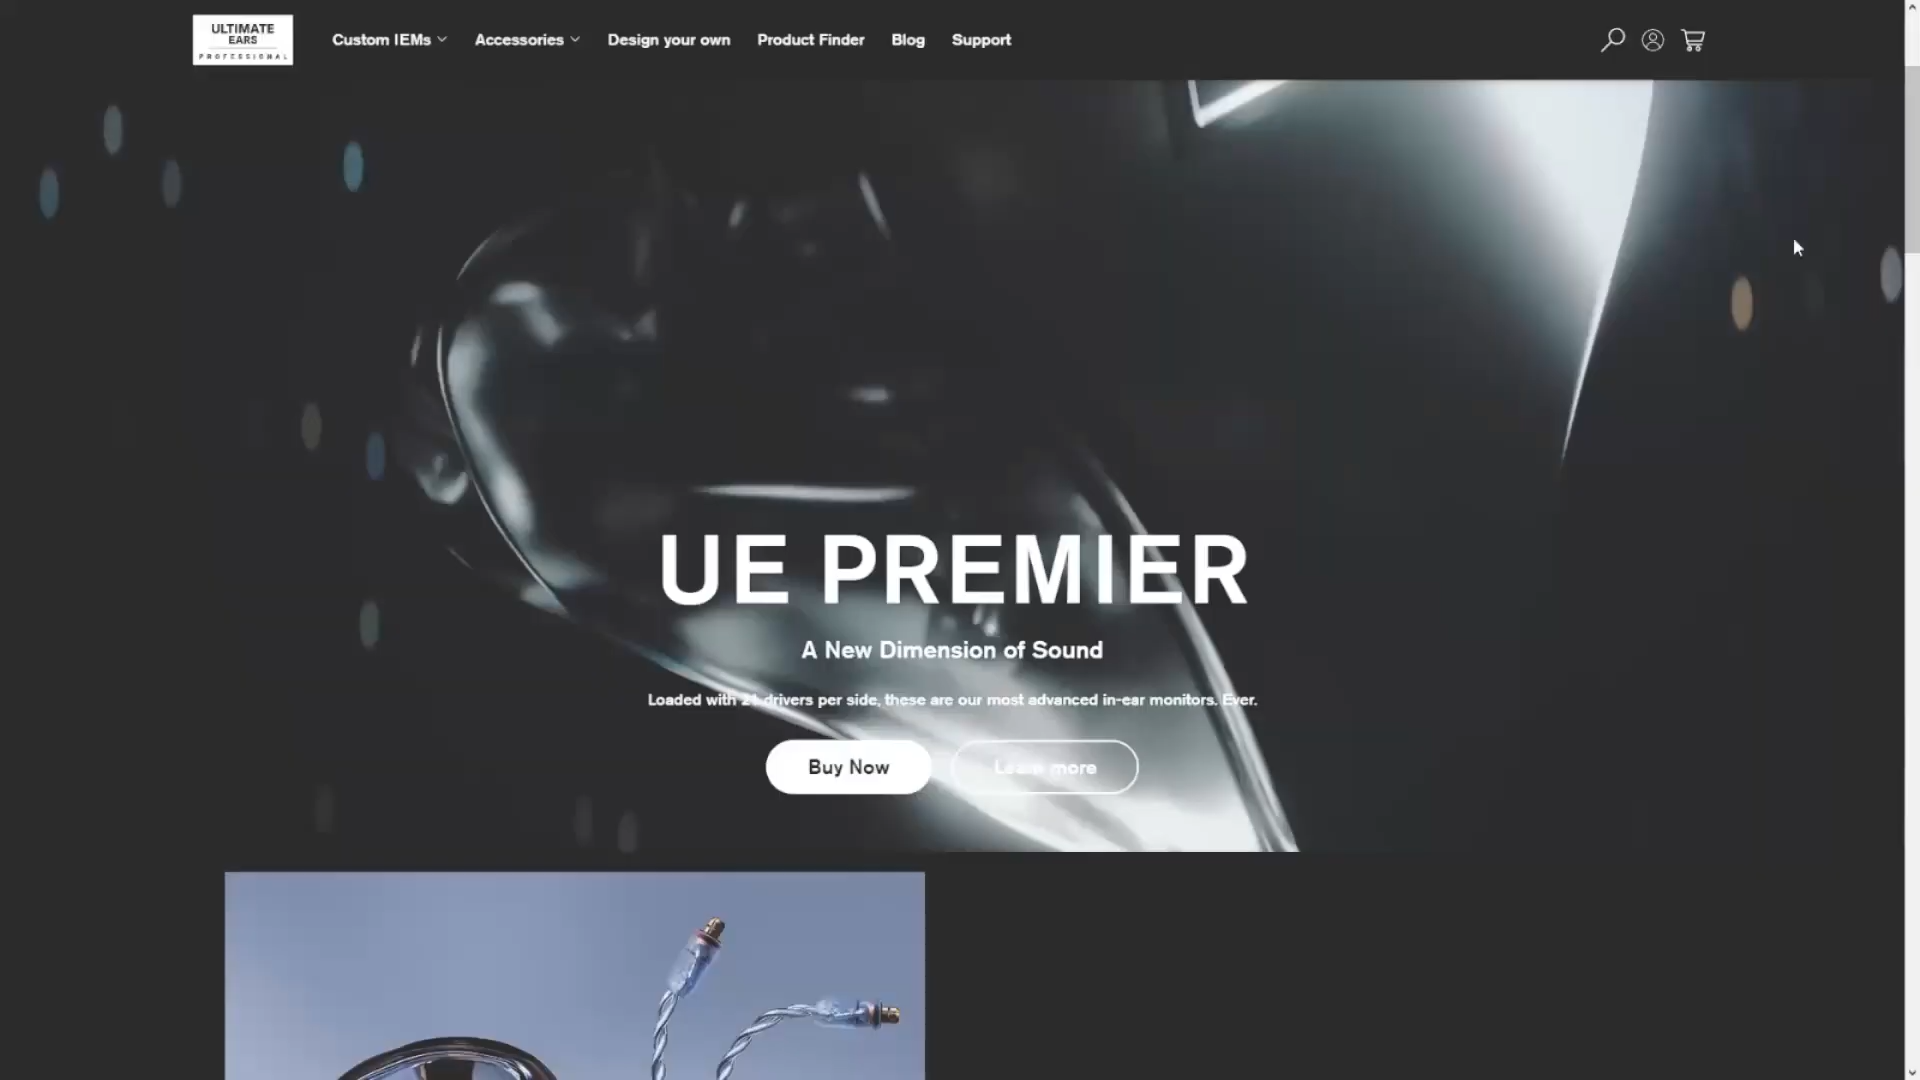 ULTIMATE
EARS
PROFESSIONAL
Custom IEMs
Accessories
Design your own
Product Finder
Blog
Support
UE PREMIER
A New Dimension of Sound
Loaded with 21 drivers per side, these are our most advanced in-ear monitors. Ever.
Buy Now
Learn more